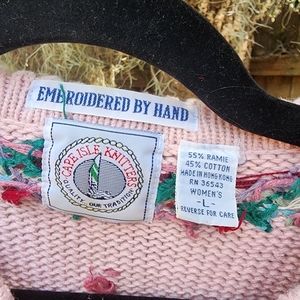 EMBROIDERED BY HAND
CAPE ISLE KNITTERS
QUALITY, OUR TRADITION
55% RAMIE
45% COTTON
MADE IN HONG KONG
RN 36543
WOMEN'S
- L -
REVERSE FOR CARE